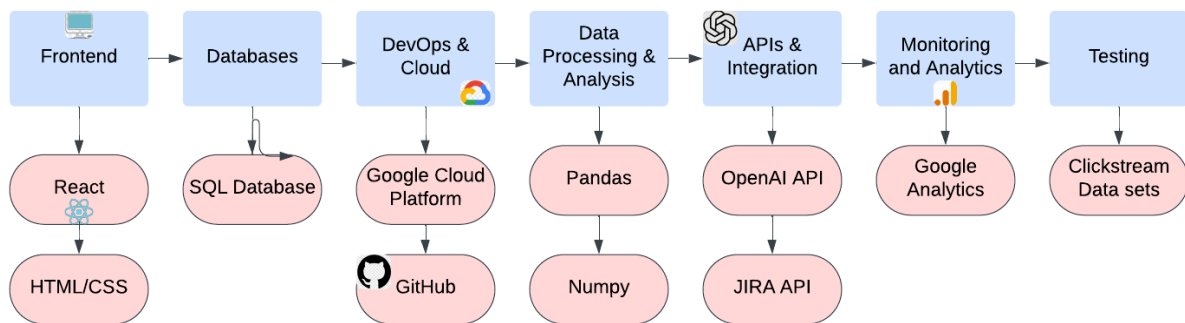 Frontend
Databases
DevOps &
Cloud
Data
Processing &
Analysis
APIs &
Integration
Monitoring
and Analytics
Testing
React
SQL Database
Google Cloud
Platform
Pandas
OpenAI API
Google
Analytics
Clickstream
Data sets
HTML/CSS
GitHub
Numpy
JIRA API